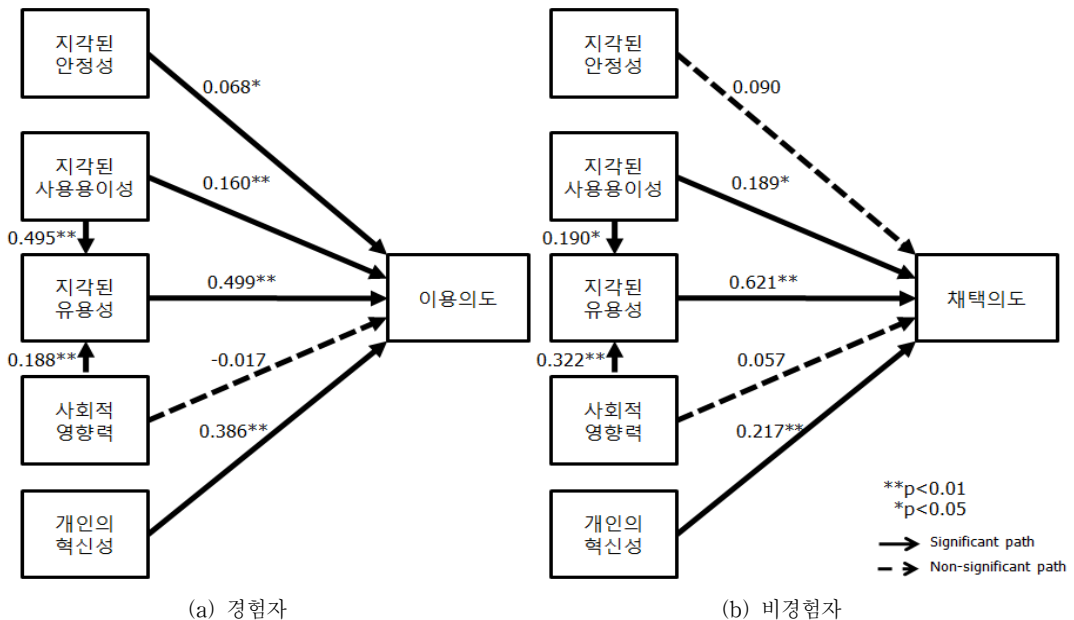 지각된
안정성
0.068*
지각된
사용용이성
0.160**
0.495**
지각된
유용성
0.499**
이용의도
0.188**
-0.017
사회적
영향력
0.386**
개인의
혁신성
(a) 경험자
지각된
안정성
0.090
지각된
사용용이성
0.189*
0.190*
지각된
유용성
0.621**
채택의도
0.322**
0.057
사회적
영향력
0.217**
개인의
혁신성
**p<0.01
*p<0.05
Significant path
Non-significant path
(b) 비경험자